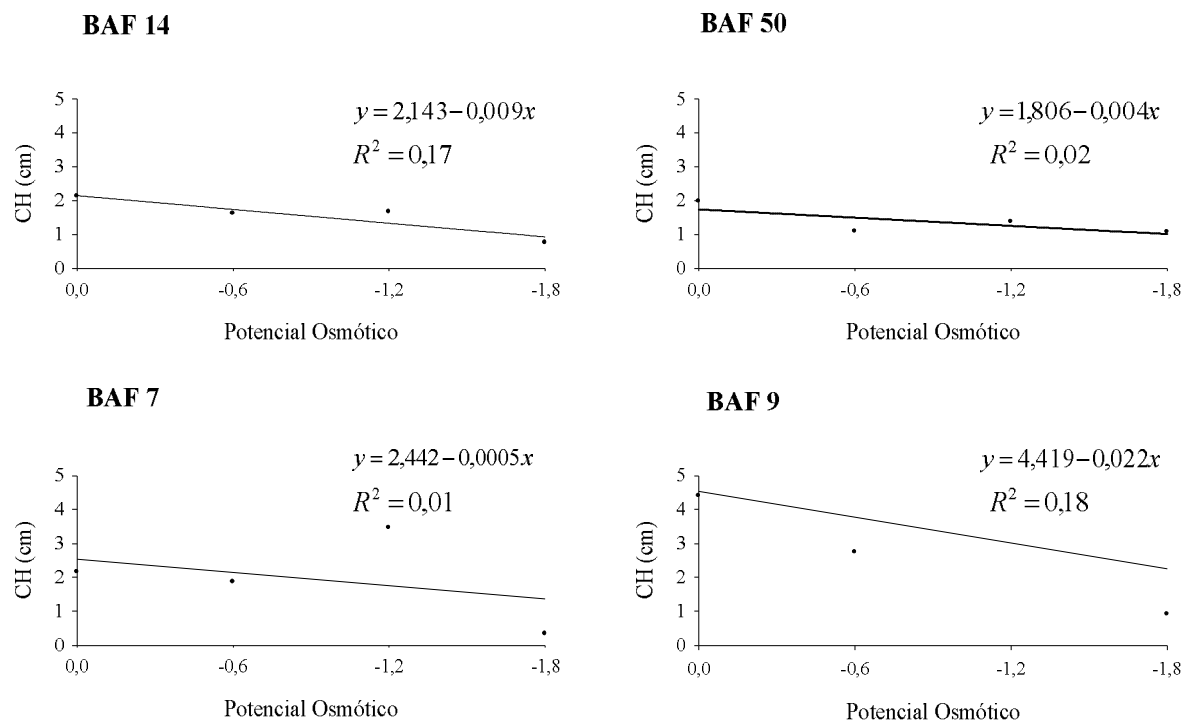 BAF 14
y = 2,143−0,009x
R² = 0,17
CH (cm)
5
4
3
2
1
0
0,0 -0,6 -1,2 -1,8
Potencial Osmótico
BAF 50
y = 1,806−0,004x
R² = 0,02
CH (cm)
5
4
3
2
1
0
0,0 -0,6 -1,2 -1,8
Potencial Osmótico
BAF 7
y = 2,442−0,0005x
R² = 0,01
CH (cm)
5
4
3
2
1
0
0,0 -0,6 -1,2 -1,8
Potencial Osmótico
BAF 9
y = 4,419−0,022x
R² = 0,18
CH (cm)
5
4
3
2
1
0
0,0 -0,6 -1,2 -1,8
Potencial Osmótico